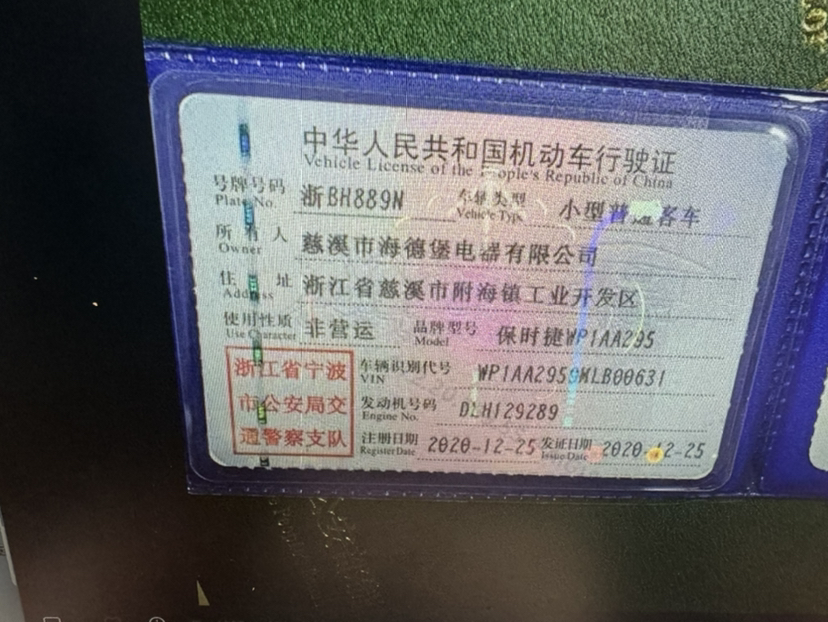 中华人民共和国机动车行驶证
Vehicle License of the People's Republic of China
号牌号码 浙BH889N 车辆类型 小型普通客车
Plate No. Vehicle Type
所有人 慈溪市海德堡电器有限公司
Owner
住址 浙江省慈溪市附海镇工业开发区
Address
使用性质 非营运 品牌型号 保时捷WP1AA295
Use Character Model
浙江省宁波 车辆识别代号 WP1AA2959MLB00631
VIN
市公安局交 发动机号码 DLH129289
Engine No.
通警察支队 注册日期 2020-12-25 发证日期 2020-12-25
Register Date Issue Date